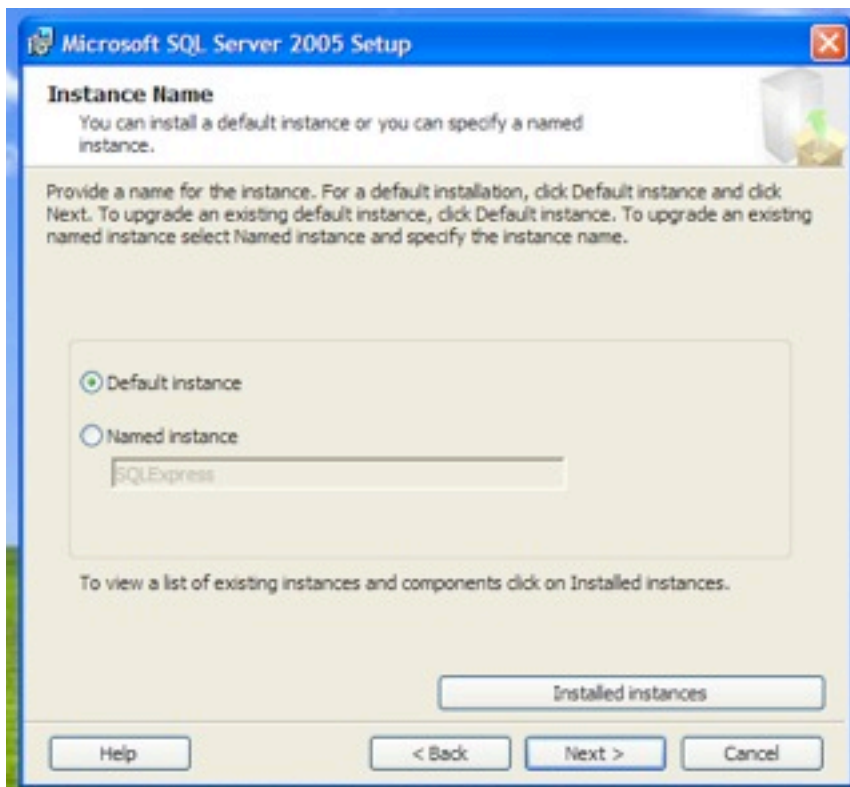 Microsoft SQL Server 2005 Setup
Instance Name
You can install a default instance or you can specify a named
instance.
Provide a name for the instance. For a default installation, click Default instance and click
Next. To upgrade an existing default instance, click Default instance. To upgrade an existing
named instance select Named instance and specify the instance name.
Default instance
Named instance
SQLExpress
To view a list of existing instances and components click on Installed instances.
Installed instances
Help
< Back
Next >
Cancel